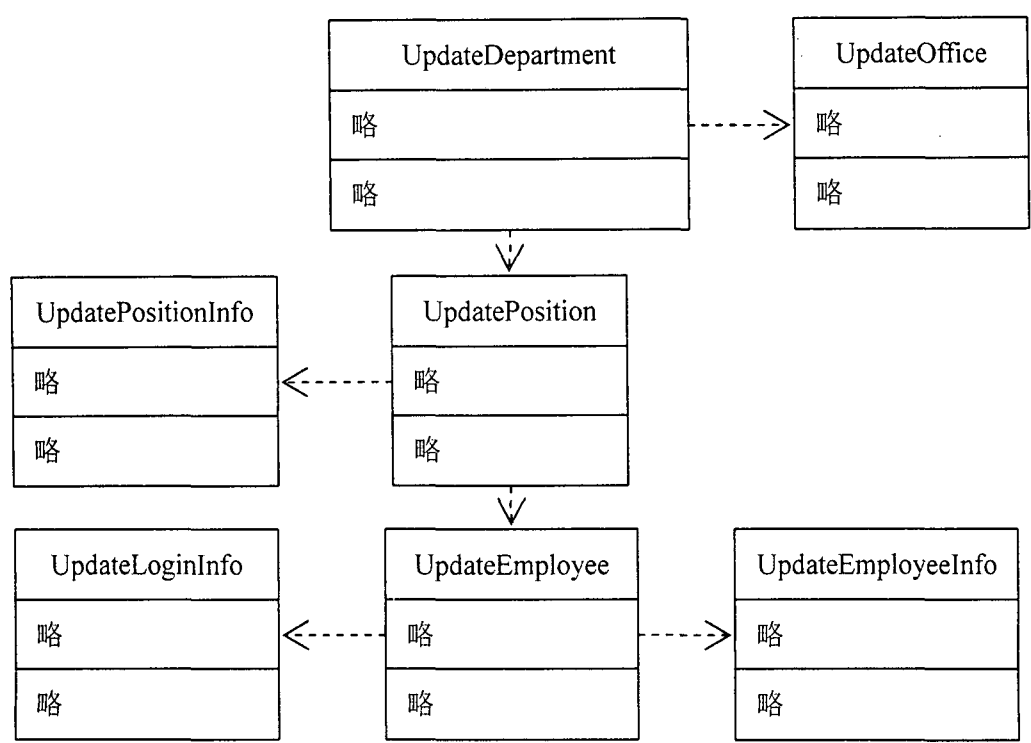 UpdateDepartment
略
略
UpdateOffice
略
略
UpdatePositionInfo
略
略
UpdatePosition
略
略
UpdateLoginInfo
略
略
UpdateEmployee
略
略
UpdateEmployeeInfo
略
略